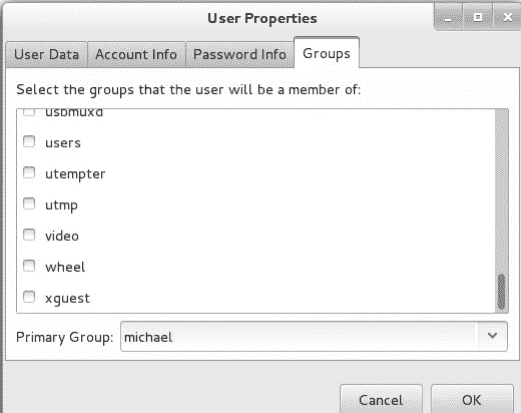 User Properties
User Data Account Info Password Info Groups
Select the groups that the user will be a member of:
usbmuxd
users
utempter
utmp
video
wheel
xguest
Primary Group: michael
Cancel OK